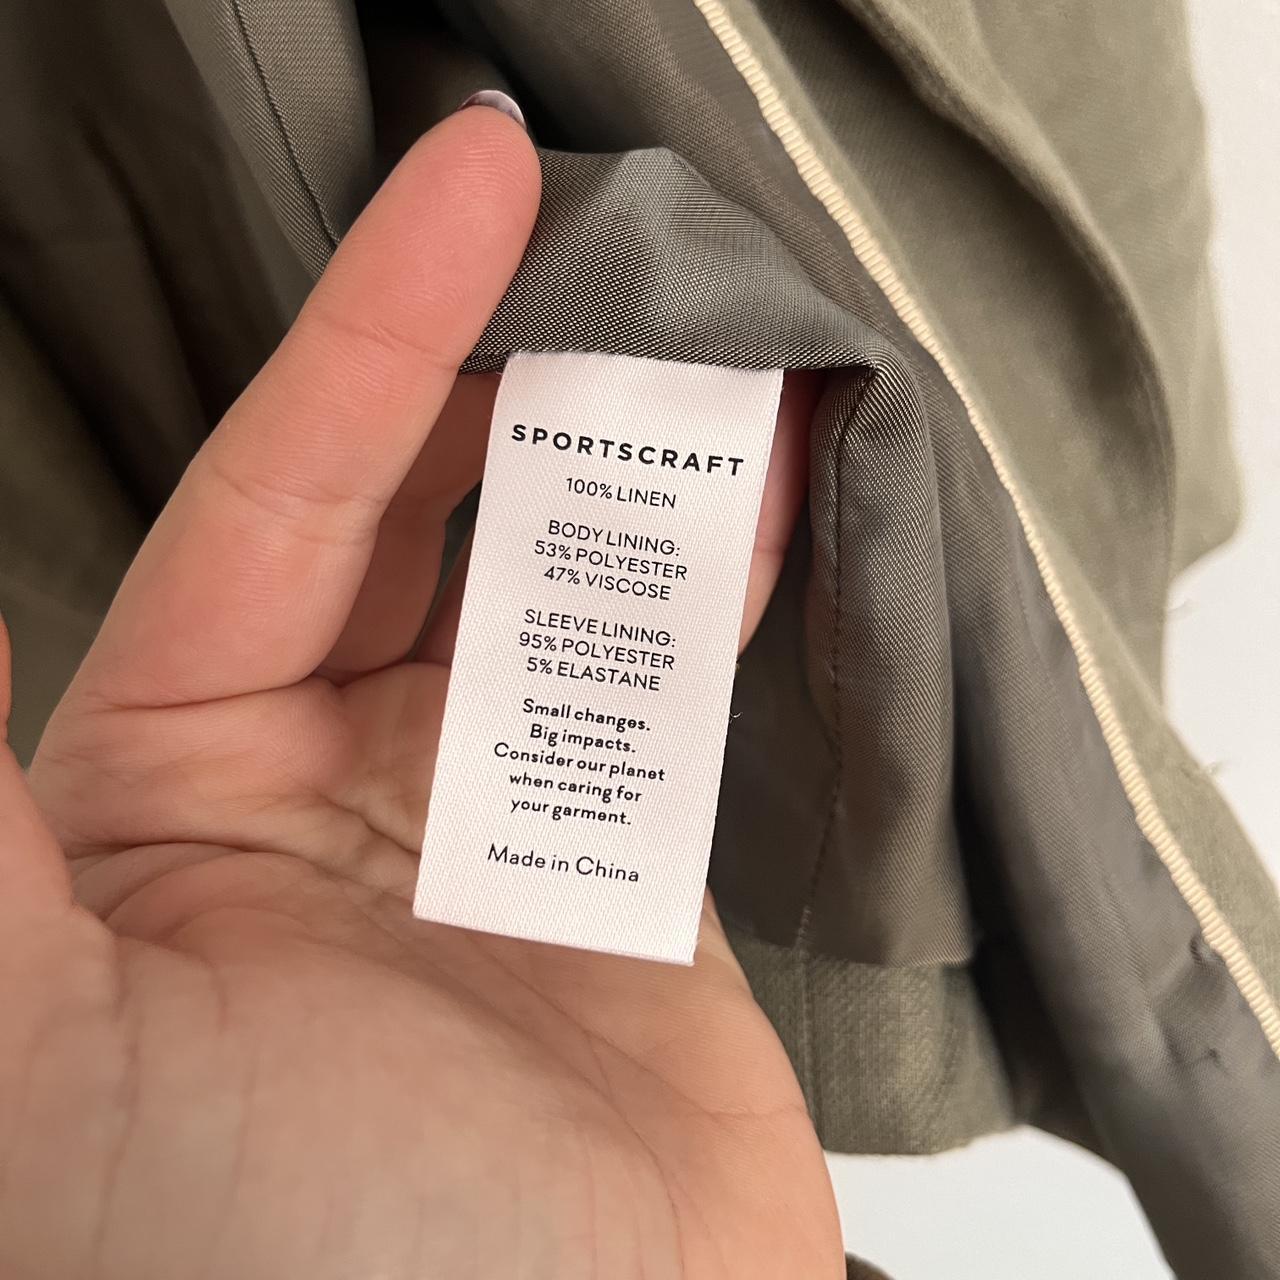 SPORTSCRAFT
100% LINEN
BODY LINING:
53% POLYESTER
47% VISCOSE
SLEEVE LINING:
95% POLYESTER
5% ELASTANE
Small changes.
Big impacts.
Consider our planet
when caring for
your garment.
Made in China